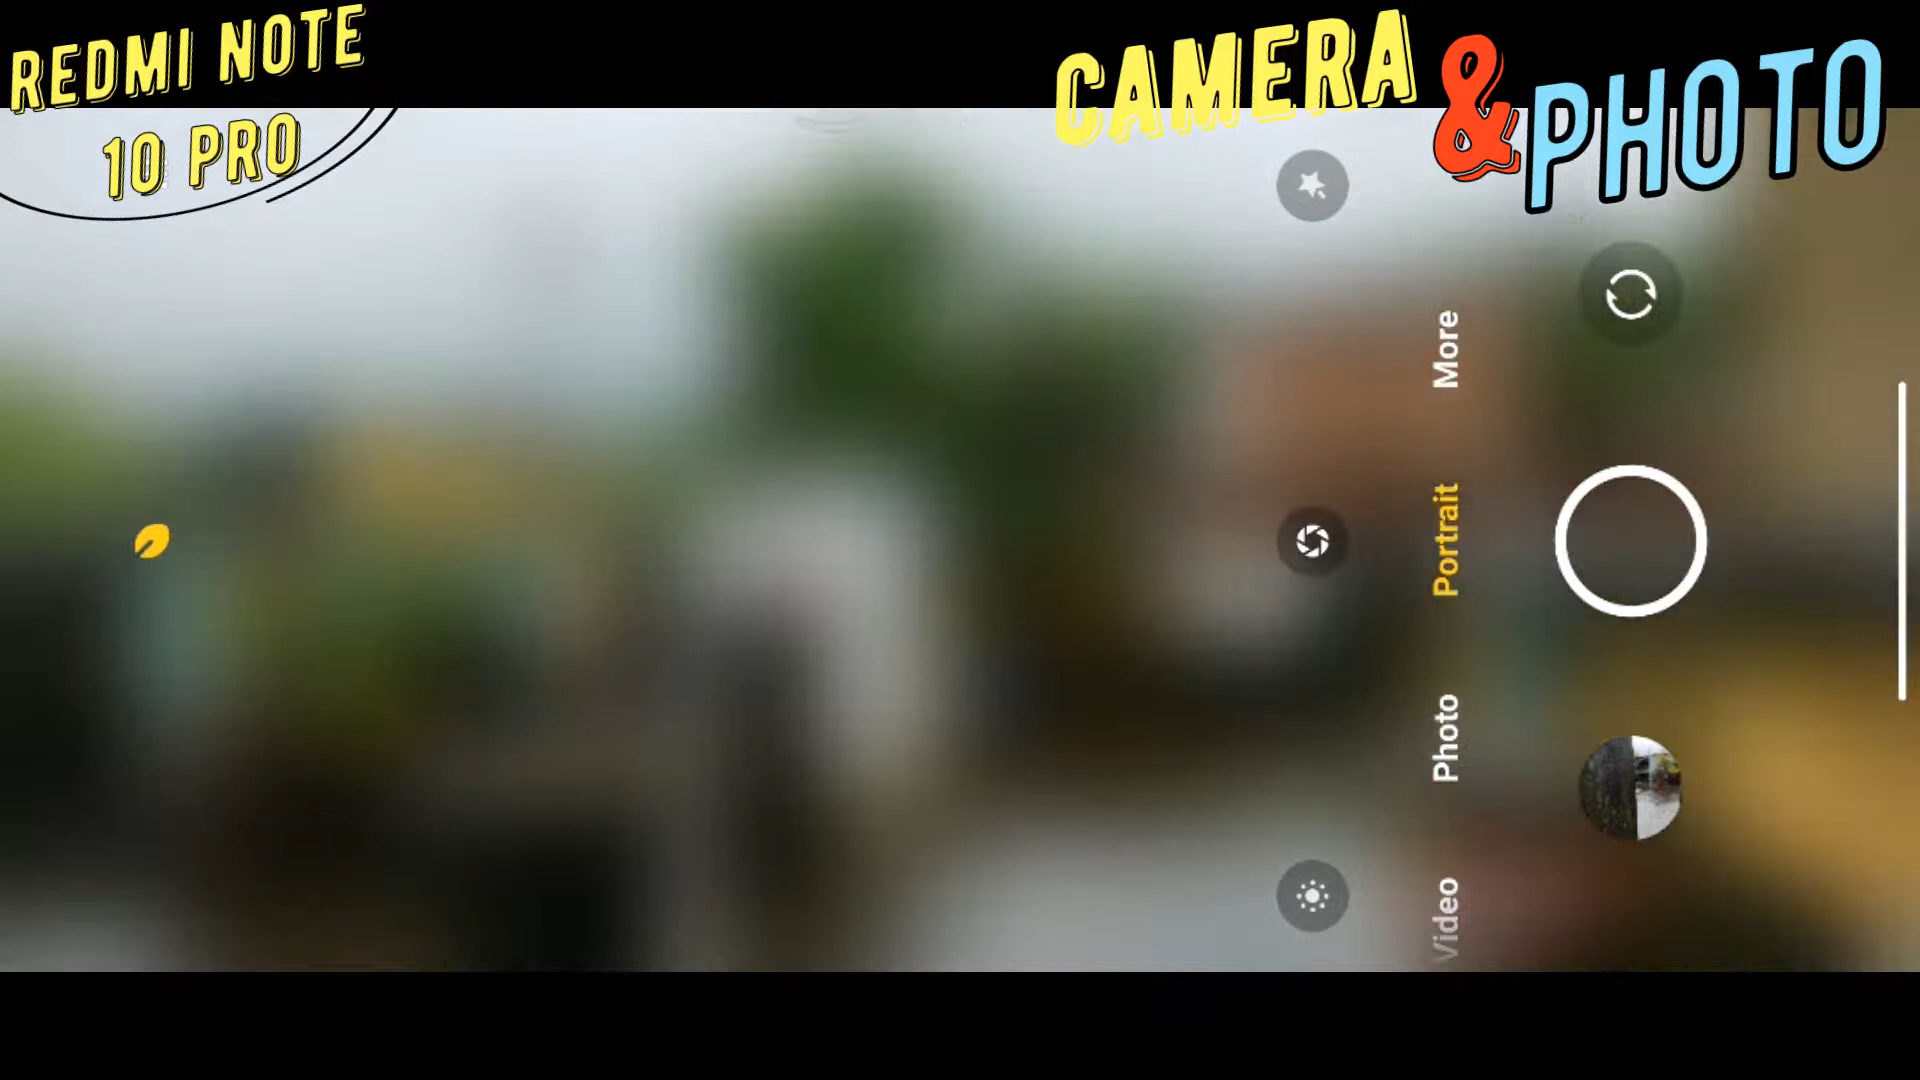 REDMI NOTE
10 PRO
CAMERA & PHOTO
More
Portrait
Photo
Video